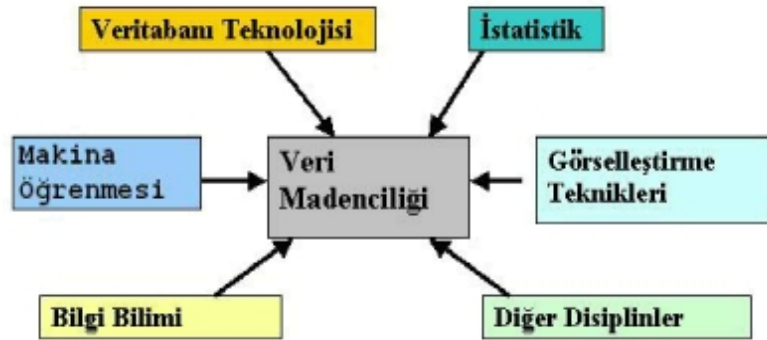 Veritabanı Teknolojisi
İstatistik
Makina
Öğrenmesi
Veri
Madenciliği
Görselleştirme
Teknikleri
Bilgi Bilimi
Diğer Disiplinler